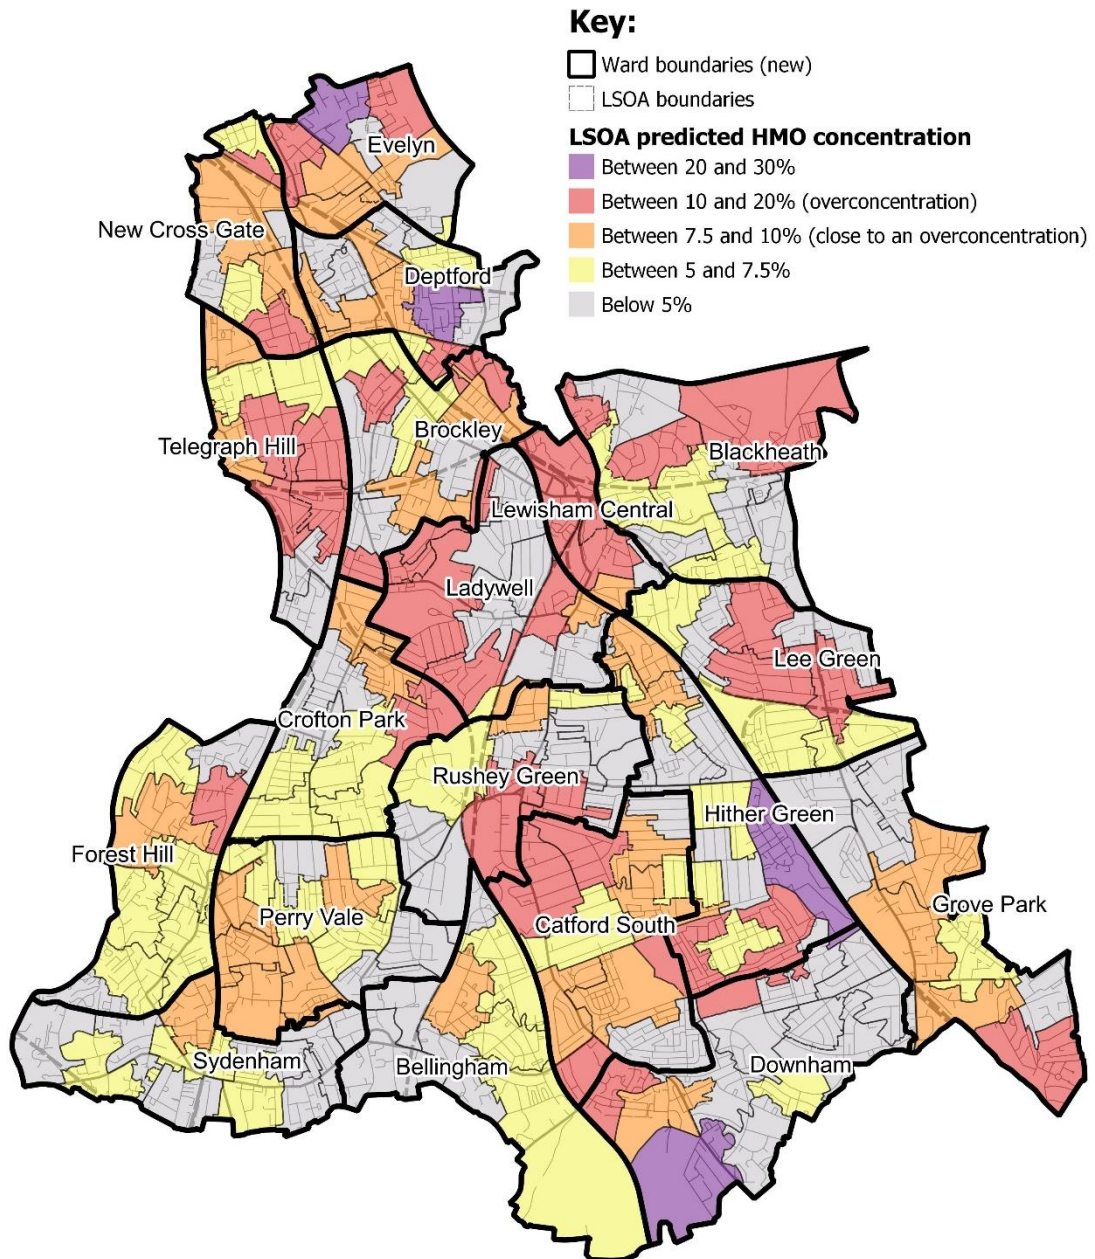 Key:
Ward boundaries (new)
LSOA boundaries
LSOA predicted HMO concentration
Between 20 and 30%
Between 10 and 20% (overconcentration)
Between 7.5 and 10% (close to an overconcentration)
Between 5 and 7.5%
Below 5%
Evelyn
New Cross Gate
Deptford
Telegraph Hill
Brockley
Blackheath
Lewisham Central
Ladywell
Lee Green
Crofton Park
Rushey Green
Hither Green
Forest Hill
Perry Vale
Catford South
Grove Park
Sydenham
Bellingham
Downham